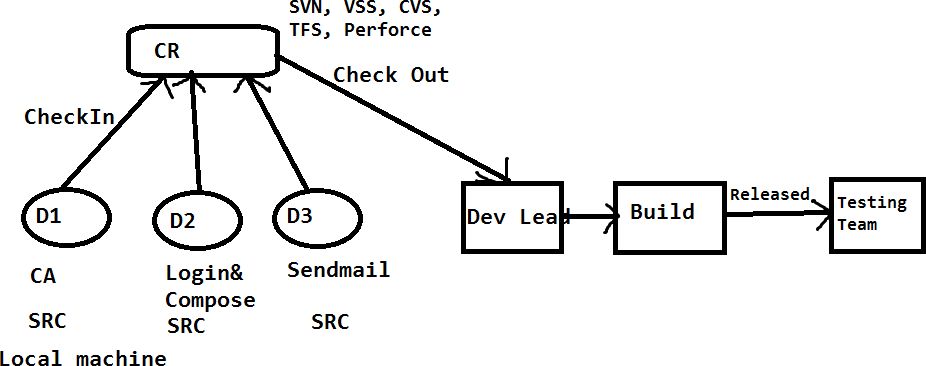 SVN, VSS, CVS,
TFS, Perforce
CR
Check Out
CheckIn
D1
D2
D3
Dev Lead
Build
Released.
Testing
Team
CA
Login&
Compose
SRC
Sendmail
SRC
SRC
Local machine